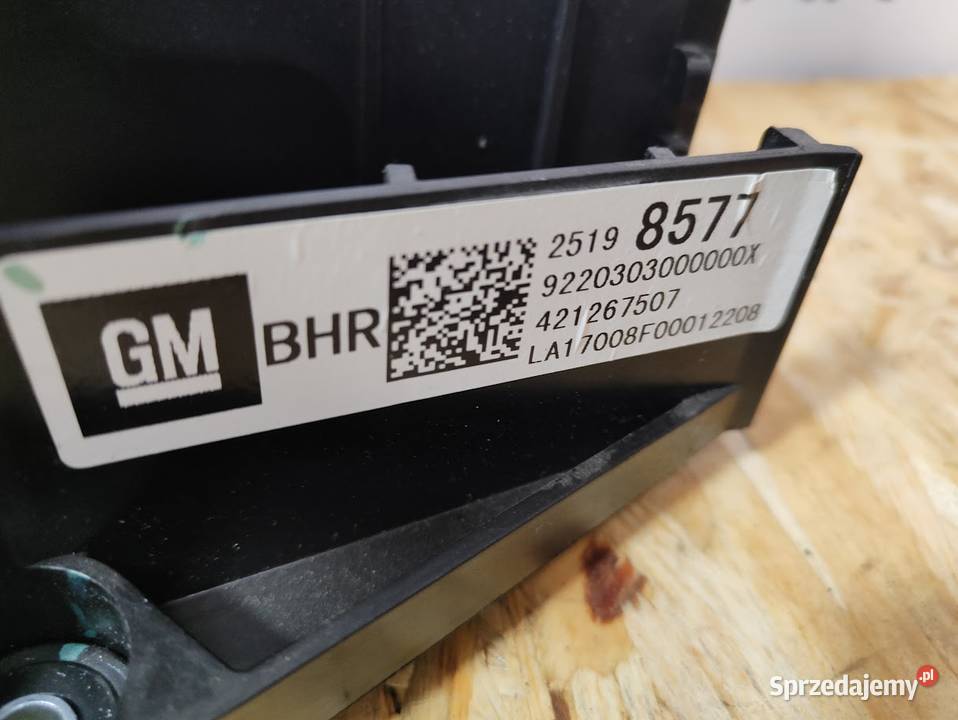 GM
BHR
2519 8577
9220303000000X
421267507
LA17008F00012208
Sprzedajemy.pl